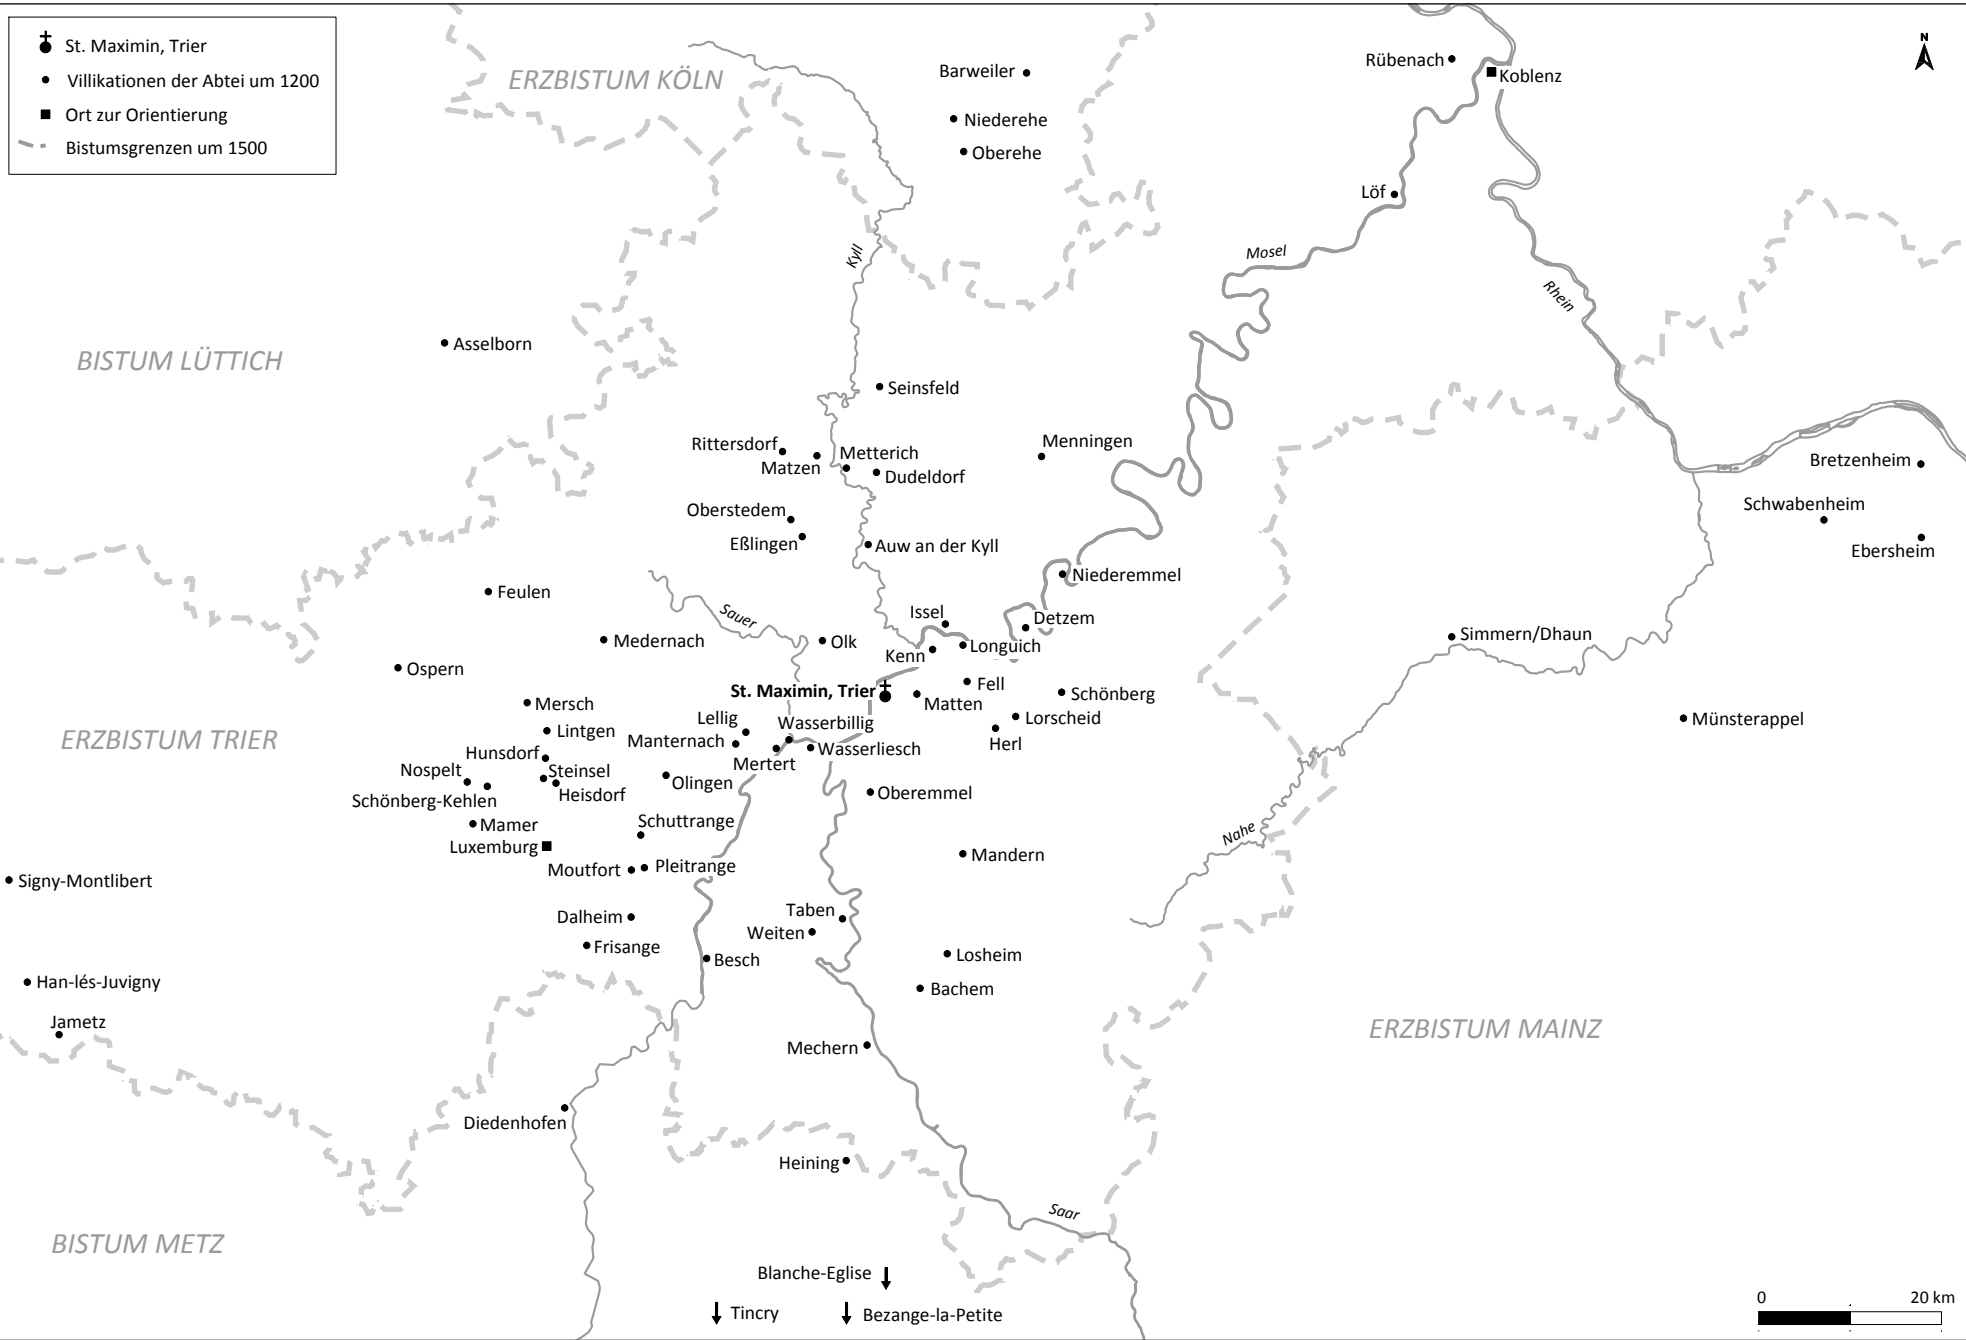 St. Maximin, Trier
Villikationen der Abtei um 1200
Ort zur Orientierung
Bistumsgrenzen um 1500
N
ERZBISTUM KÖLN
Barweiler
Rübenach
Koblenz
Niederehe
Oberehe
Löf
Kyll
Mosel
Rhein
Asselborn
BISTUM LÜTTICH
Seinsfeld
Rittersdorf
Matzen
Metterich
Dudeldorf
Menningen
Bretzenheim
Schwabenheim
Ebersheim
Oberstedem
Eßlingen
Auw an der Kyll
Niederemmel
Feulen
Sauer
Issel
Detzem
Medernach
Olk
Kenn
Longuich
Simmern/Dhaun
Ospern
St. Maximin, Trier
Fell
Matten
Schönberg
Mersch
Lellig
Wasserbillig
Lorscheid
Münsterappel
ERZBISTUM TRIER
Lintgen
Manternach
Wasserliesch
Herl
Hunsdorf
Mertert
Nospelt
Steinsel
Olingen
Heisdorf
Oberemmel
Schönberg-Kehlen
Mamer
Schuttrange
Nahe
Luxemburg
Mandern
Moutfort
Pleitrange
Signy-Montlibert
Taben
Dalheim
Weiten
Frisange
Besch
Losheim
Han-lés-Juvigny
Bachem
Jametz
ERZBISTUM MAINZ
Mechern
Diedenhofen
Heining
Saar
BISTUM METZ
Blanche-Eglise
Tincry
Bezange-la-Petite
0 20 km